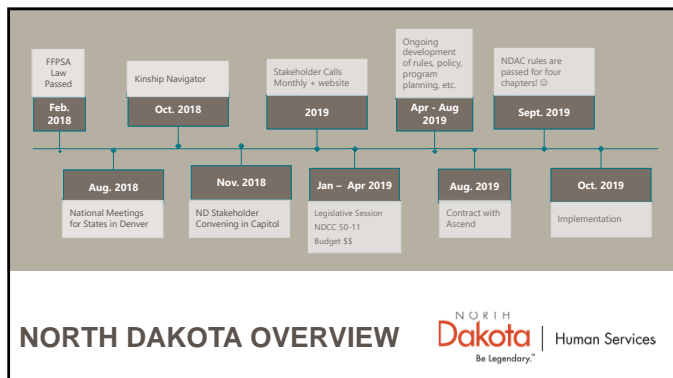 FFPSA
Law
Passed
Feb.
2018
Kinship Navigator
Oct. 2018
Stakeholder Calls
Monthly + website
2019
Ongoing
development
of rules, policy,
program
planning, etc.
Apr - Aug
2019
NDAC rules are
passed for four
chapters! ☺
Sept. 2019
Aug. 2018
National Meetings
for States in Denver
Nov. 2018
ND Stakeholder
Convening in Capitol
Jan – Apr 2019
Legislative Session
NDCC 50-11
Budget $$
Aug. 2019
Contract with
Ascend
Oct. 2019
Implementation
NORTH DAKOTA OVERVIEW
NORTH
Dakota
Be Legendary.™
Human Services